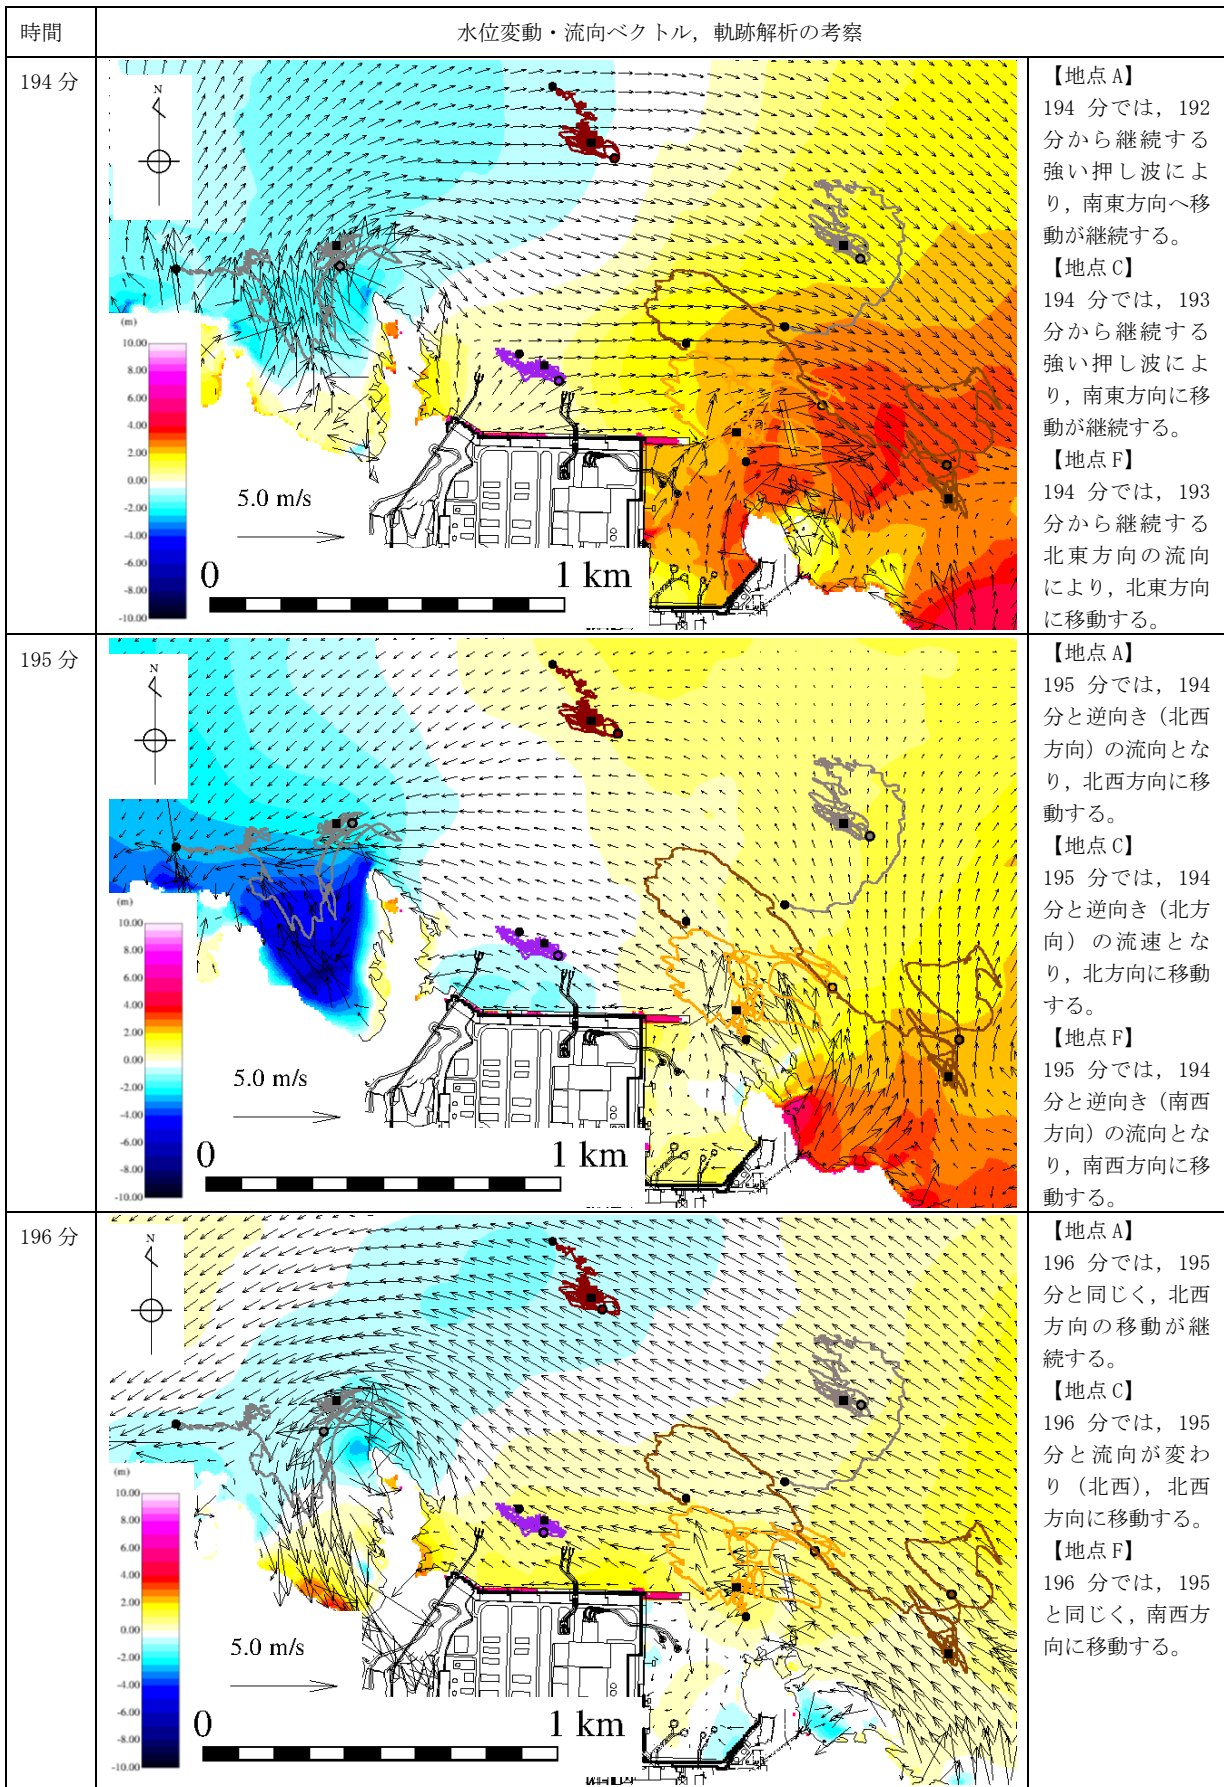 時間
水位変動・流向ベクトル，軌跡解析の考察
194 分
N
(m)
10.00
8.00
6.00
4.00
2.00
0.00
-2.00
-4.00
-6.00
-8.00
-10.00
5.0 m/s
0
1 km
【地点 A】
194 分では，192
分から継続する
強い押し波によ
り，南東方向へ移
動が継続する。
【地点 C】
194 分では，193
分から継続する
強い押し波によ
り，南東方向に移
動が継続する。
【地点 F】
194 分では，193
分から継続する
北東方向の流向
により，北東方向
に移動する。
195 分
N
(m)
10.00
8.00
6.00
4.00
2.00
0.00
-2.00
-4.00
-6.00
-8.00
-10.00
5.0 m/s
0
1 km
【地点 A】
195 分では，194
分と逆向き（北西
方向）の流向とな
り，北西方向に移
動する。
【地点 C】
195 分では，194
分と逆向き（北方
向）の流速とな
り，北方向に移動
する。
【地点 F】
195 分では，194
分と逆向き（南西
方向）の流向とな
り，南西方向に移
動する。
196 分
N
(m)
10.00
8.00
6.00
4.00
2.00
0.00
-2.00
-4.00
-6.00
-8.00
-10.00
5.0 m/s
0
1 km
【地点 A】
196 分では，195
分と同じく，北西
方向の移動が継
続する。
【地点 C】
196 分では，195
分と流向が変わ
り（北西），北西
方向に移動する。
【地点 F】
196 分では，195
と同じく，南西方
向に移動する。